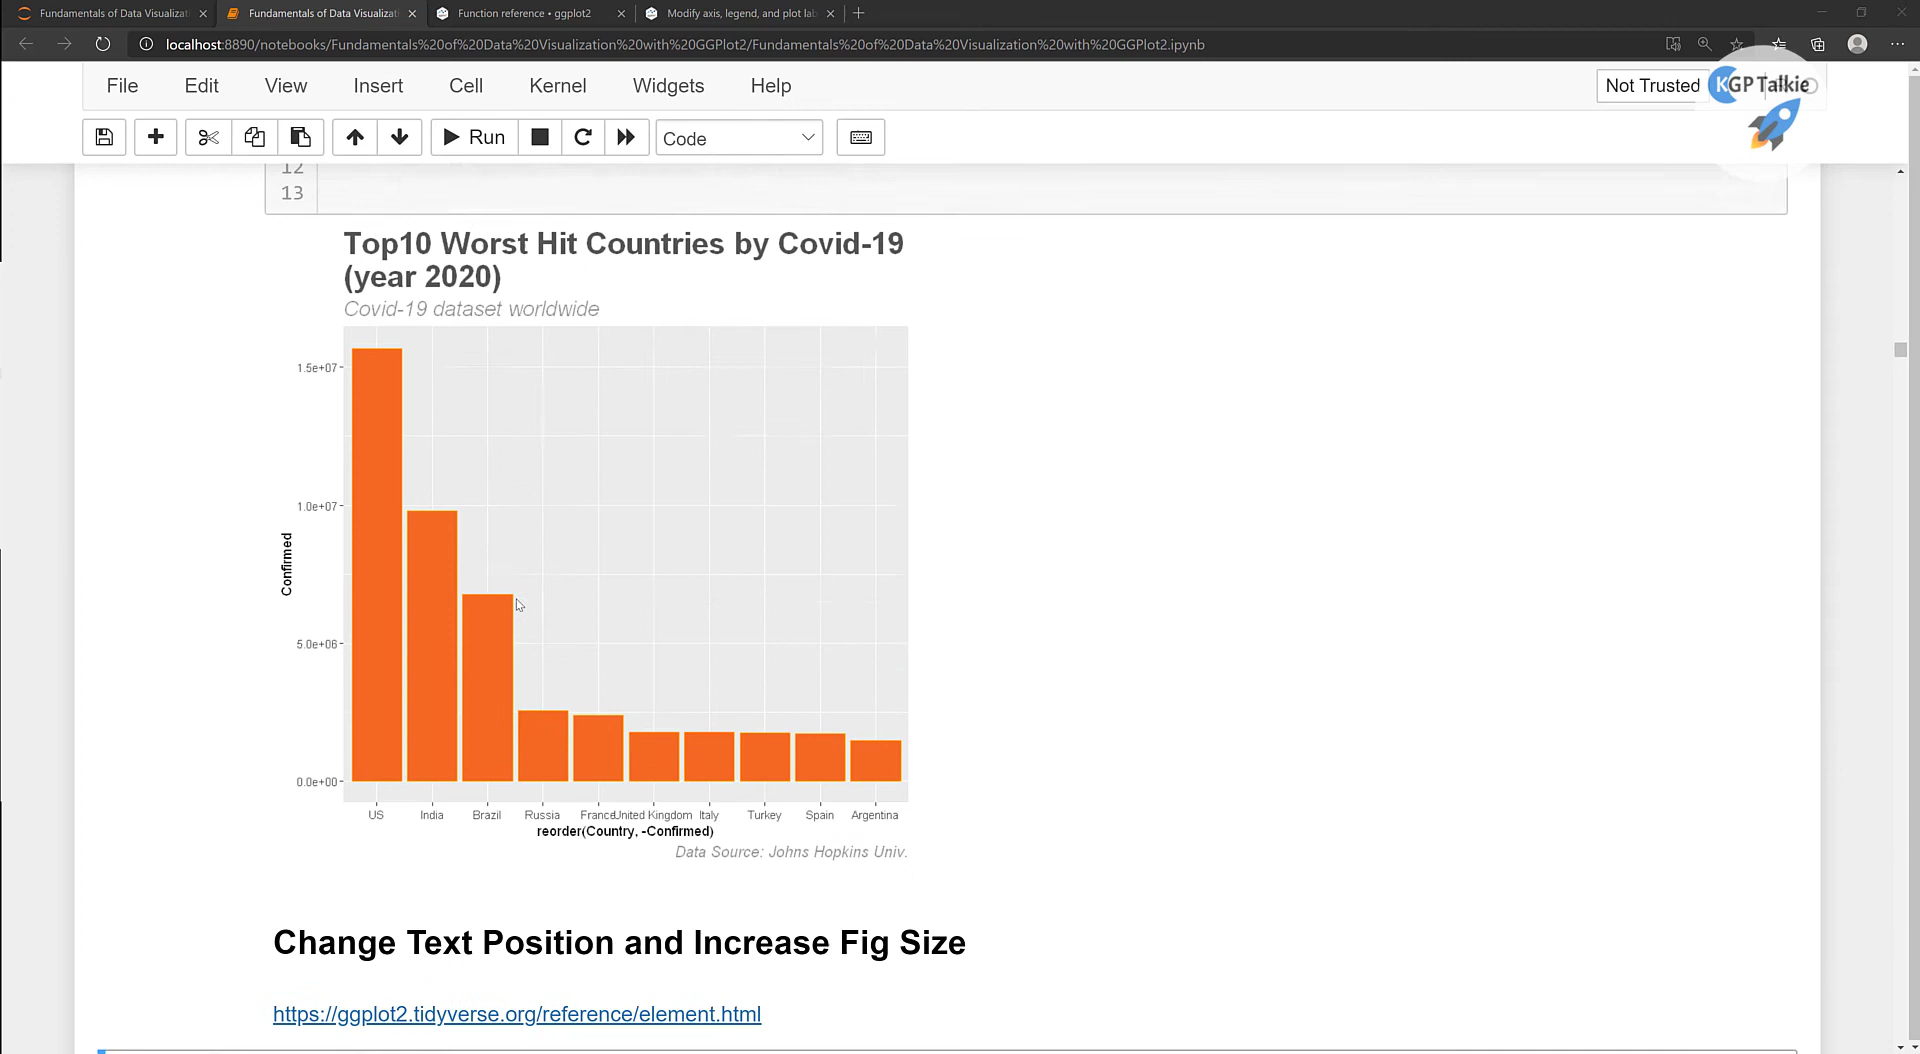 Fundamentals of Data Visualizat
Fundamentals of Data Visualizati
Function reference • ggplot2
Modify axis, legend, and plot lab
localhost:8890/notebooks/Fundamentals%20of%20Data%20Visualization%20with%20GGPlot2/Fundamentals%20of%20Data%20Visualization%20with%20GGPlot2.ipynb
File Edit View Insert Cell Kernel Widgets Help
Not Trusted
KGP Talkie
Run
Code
12
13
Top10 Worst Hit Countries by Covid-19
(year 2020)
Covid-19 dataset worldwide
1.5e+07
1.0e+07
Confirmed
5.0e+06
0.0e+00
US India Brazil Russia France United Kingdom Italy Turkey Spain Argentina
reorder(Country, -Confirmed)
Data Source: Johns Hopkins Univ.
Change Text Position and Increase Fig Size
https://ggplot2.tidyverse.org/reference/element.html